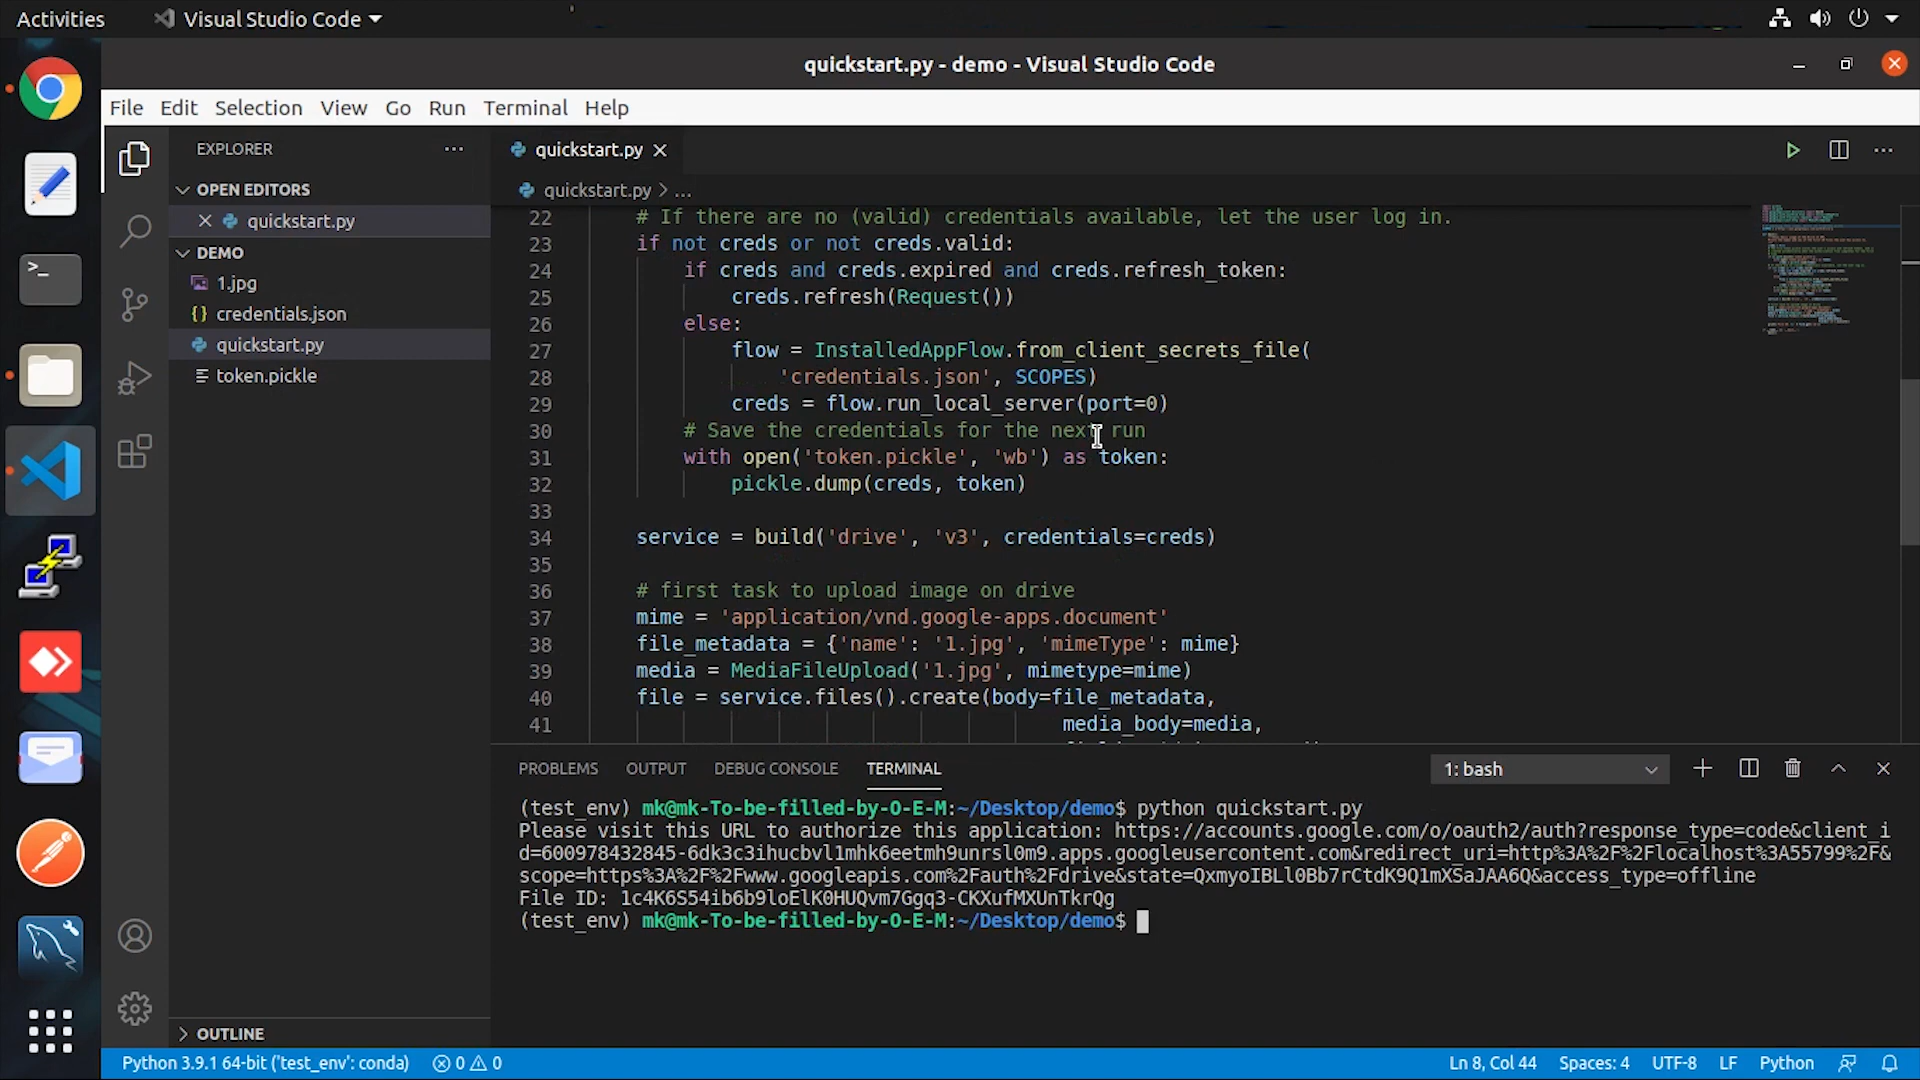 Activities
Visual Studio Code
quickstart.py - demo - Visual Studio Code
File Edit Selection View Go Run Terminal Help
EXPLORER
quickstart.py
OPEN EDITORS
quickstart.py
DEMO
1.jpg
credentials.json
quickstart.py
token.pickle
OUTLINE
quickstart.py > ...
22 # If there are no (valid) credentials available, let the user log in.
23 if not creds or not creds.valid:
24 if creds and creds.expired and creds.refresh_token:
25 creds.refresh(Request())
26 else:
27 flow = InstalledAppFlow.from_client_secrets_file(
28 'credentials.json', SCOPES)
29 creds = flow.run_local_server(port=0)
30 # Save the credentials for the next run
31 with open('token.pickle', 'wb') as token:
32 pickle.dump(creds, token)
33
34 service = build('drive', 'v3', credentials=creds)
35
36 # first task to upload image on drive
37 mime = 'application/vnd.google-apps.document'
38 file_metadata = {'name': '1.jpg', 'mimeType': mime}
39 media = MediaFileUpload('1.jpg', mimetype=mime)
40 file = service.files().create(body=file_metadata,
41 media_body=media,
PROBLEMS OUTPUT DEBUG CONSOLE TERMINAL 1: bash
(test_env) mk@mk-To-be-filled-by-O-E-M:~/Desktop/demo$ python quickstart.py
Please visit this URL to authorize this application: https://accounts.google.com/o/oauth2/auth?response_type=code&client_i
d=600978432845-6dk3c3ihucbvl1mhk6eetmh9unrsl0m9.apps.googleusercontent.com&redirect_uri=http%3A%2F%2Flocalhost%3A55799%2F&
scope=https%3A%2F%2Fwww.googleapis.com%2Fauth%2Fdrive&state=QxmyoIBLl0Bb7rCtdK9Q1mXSaJAA6Q&access_type=offline
File ID: 1c4K6S54ib6b9loElK0HUQvm7Ggq3-CKXufMXUnTkrQg
(test_env) mk@mk-To-be-filled-by-O-E-M:~/Desktop/demo$
Python 3.9.1 64-bit ('test_env': conda) 0 0 Ln 8, Col 44 Spaces: 4 UTF-8 LF Python